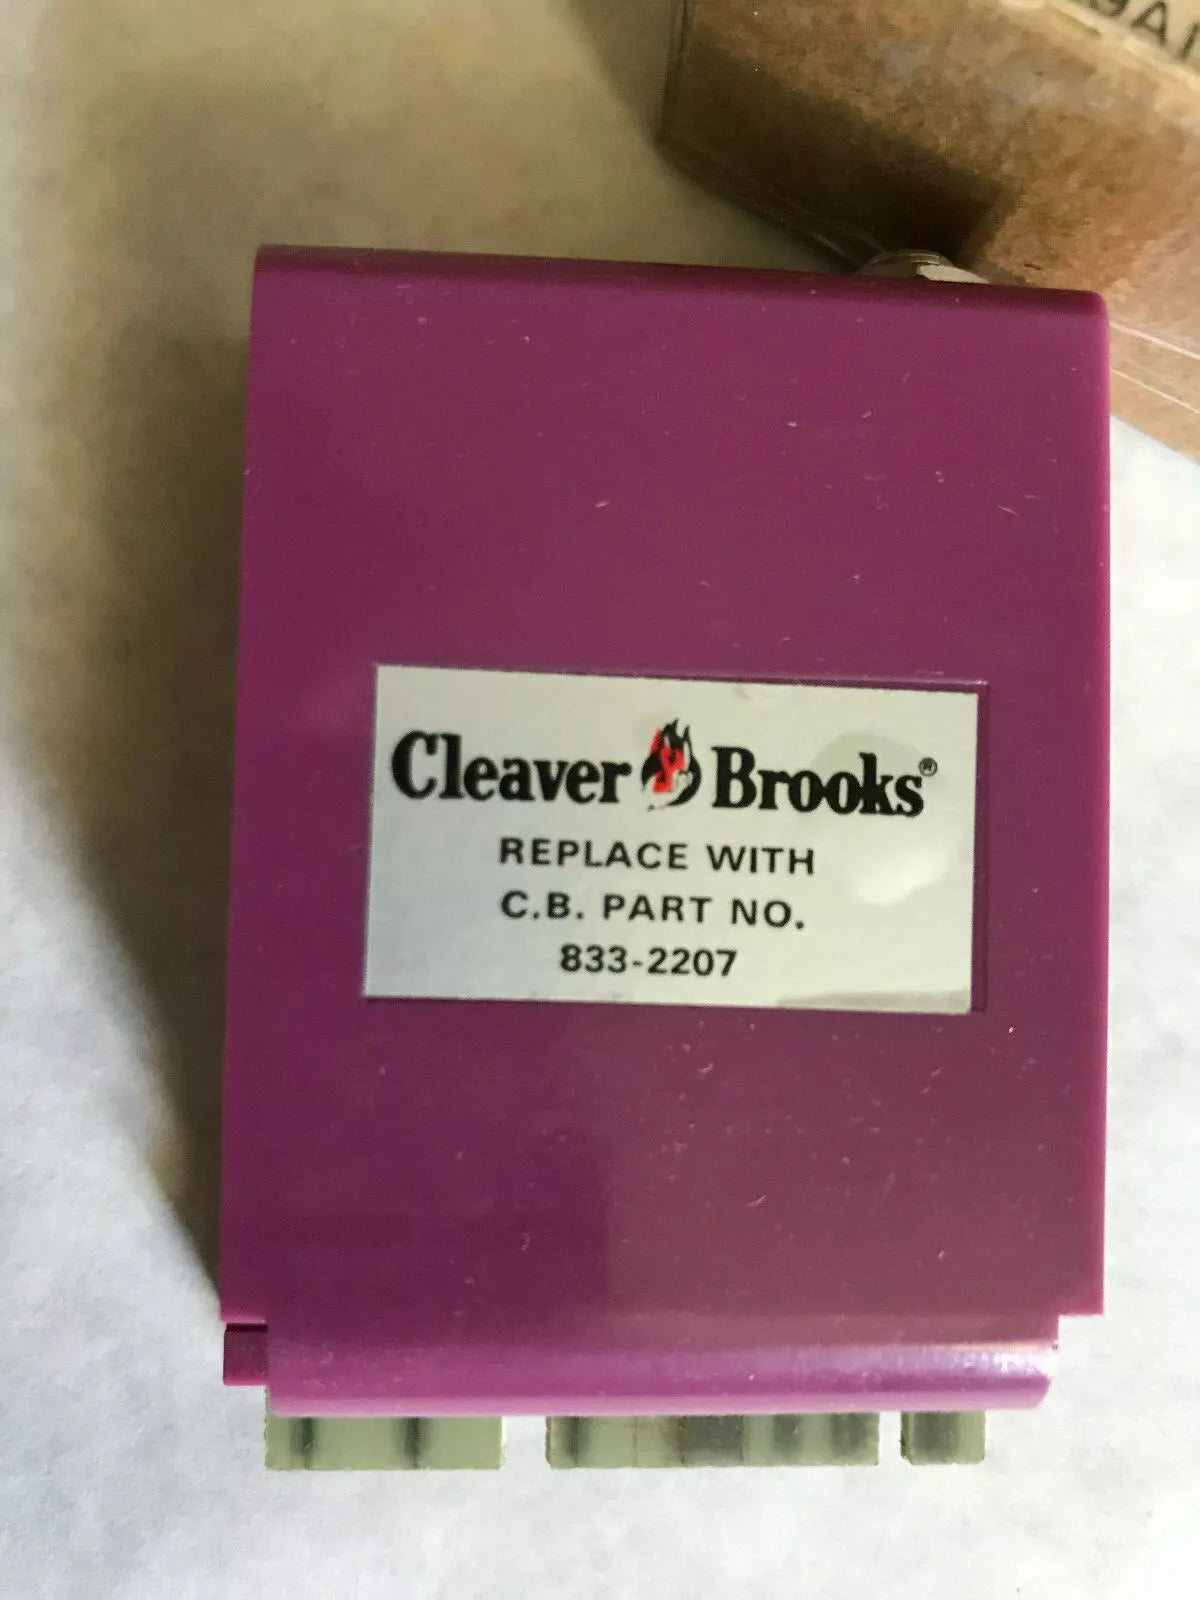 Cleaver Brooks®
REPLACE WITH
C.B. PART NO.
833-2207